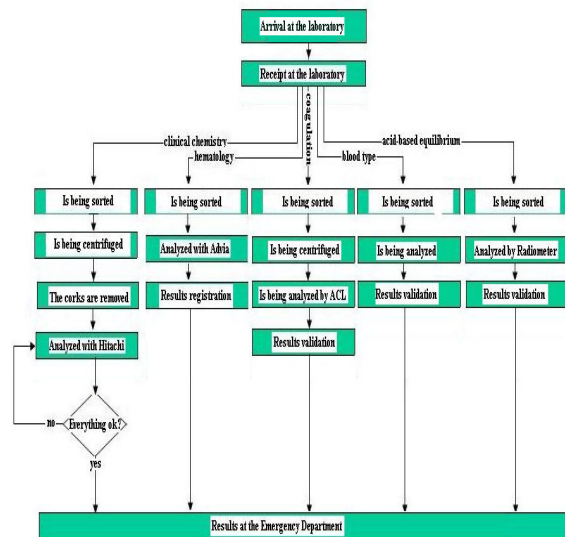 Arrival at the laboratory
Receipt at the laboratory
clinical chemistry
hematology
coagulation
blood type
acid-based equilibrium
Is being sorted
Is being sorted
Is being sorted
Is being sorted
Is being sorted
Is being centrifuged
Analyzed with Advia
Is being centrifuged
Is being analyzed
Analyzed by Radiometer
The corks are removed
Results registration
Is being analyzed by ACL
Results validation
Results validation
Analyzed with Hitachi
Results validation
no
Everything ok?
yes
Results at the Emergency Department